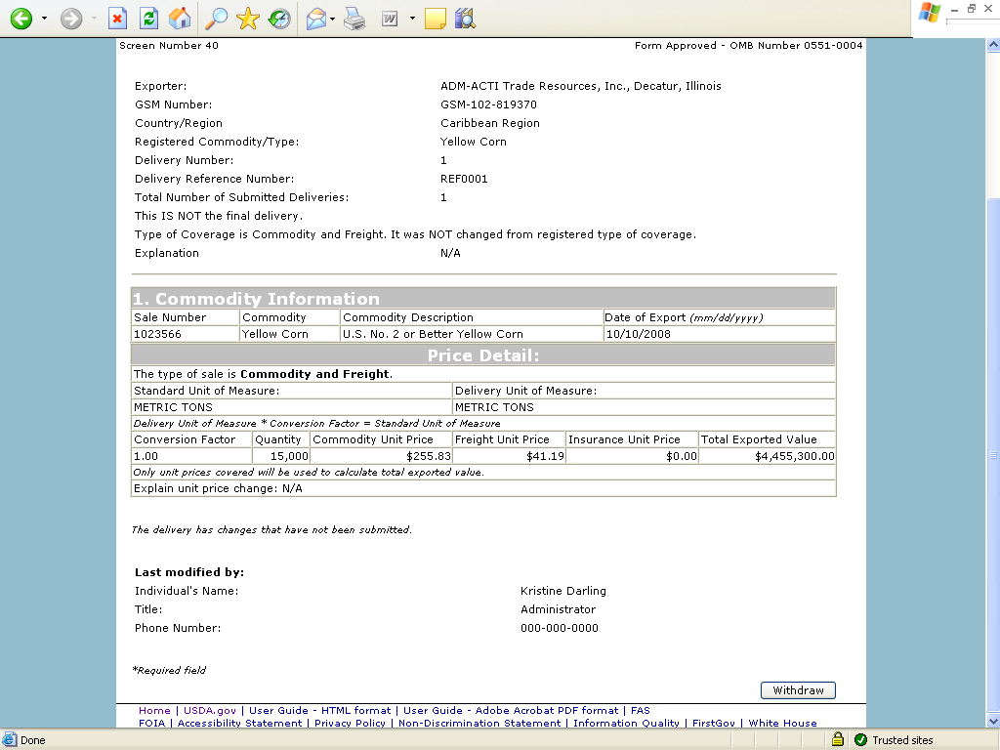 Screen Number 40 Form Approved - OMB Number 0551-0004
Exporter: ADM-ACTI Trade Resources, Inc., Decatur, Illinois
GSM Number: GSM-102-819370
Country/Region Caribbean Region
Registered Commodity/Type: Yellow Corn
Delivery Number: 1
Delivery Reference Number: REF0001
Total Number of Submitted Deliveries: 1
This IS NOT the final delivery.
Type of Coverage is Commodity and Freight. It was NOT changed from registered type of coverage.
Explanation N/A
1. Commodity Information
Sale Number Commodity Commodity Description Date of Export (mm/dd/yyyy)
1023566 Yellow Corn U.S. No. 2 or Better Yellow Corn 10/10/2008
Price Detail:
The type of sale is Commodity and Freight.
Standard Unit of Measure: Delivery Unit of Measure:
METRIC TONS METRIC TONS
Delivery Unit of Measure * Conversion Factor = Standard Unit of Measure
Conversion Factor Quantity Commodity Unit Price Freight Unit Price Insurance Unit Price Total Exported Value
1.00 15,000 $255.83 $41.19 $0.00 $4,455,300.00
Only unit prices covered will be used to calculate total exported value.
Explain unit price change: N/A
The delivery has changes that have not been submitted.
Last modified by:
Individual's Name: Kristine Darling
Title: Administrator
Phone Number: 000-000-0000
*Required field
Withdraw
Home | USDA.gov | User Guide - HTML format | User Guide - Adobe Acrobat PDF format | FAS
FOIA | Accessibility Statement | Privacy Policy | Non-Discrimination Statement | Information Quality | FirstGov | White House
Done Trusted sites